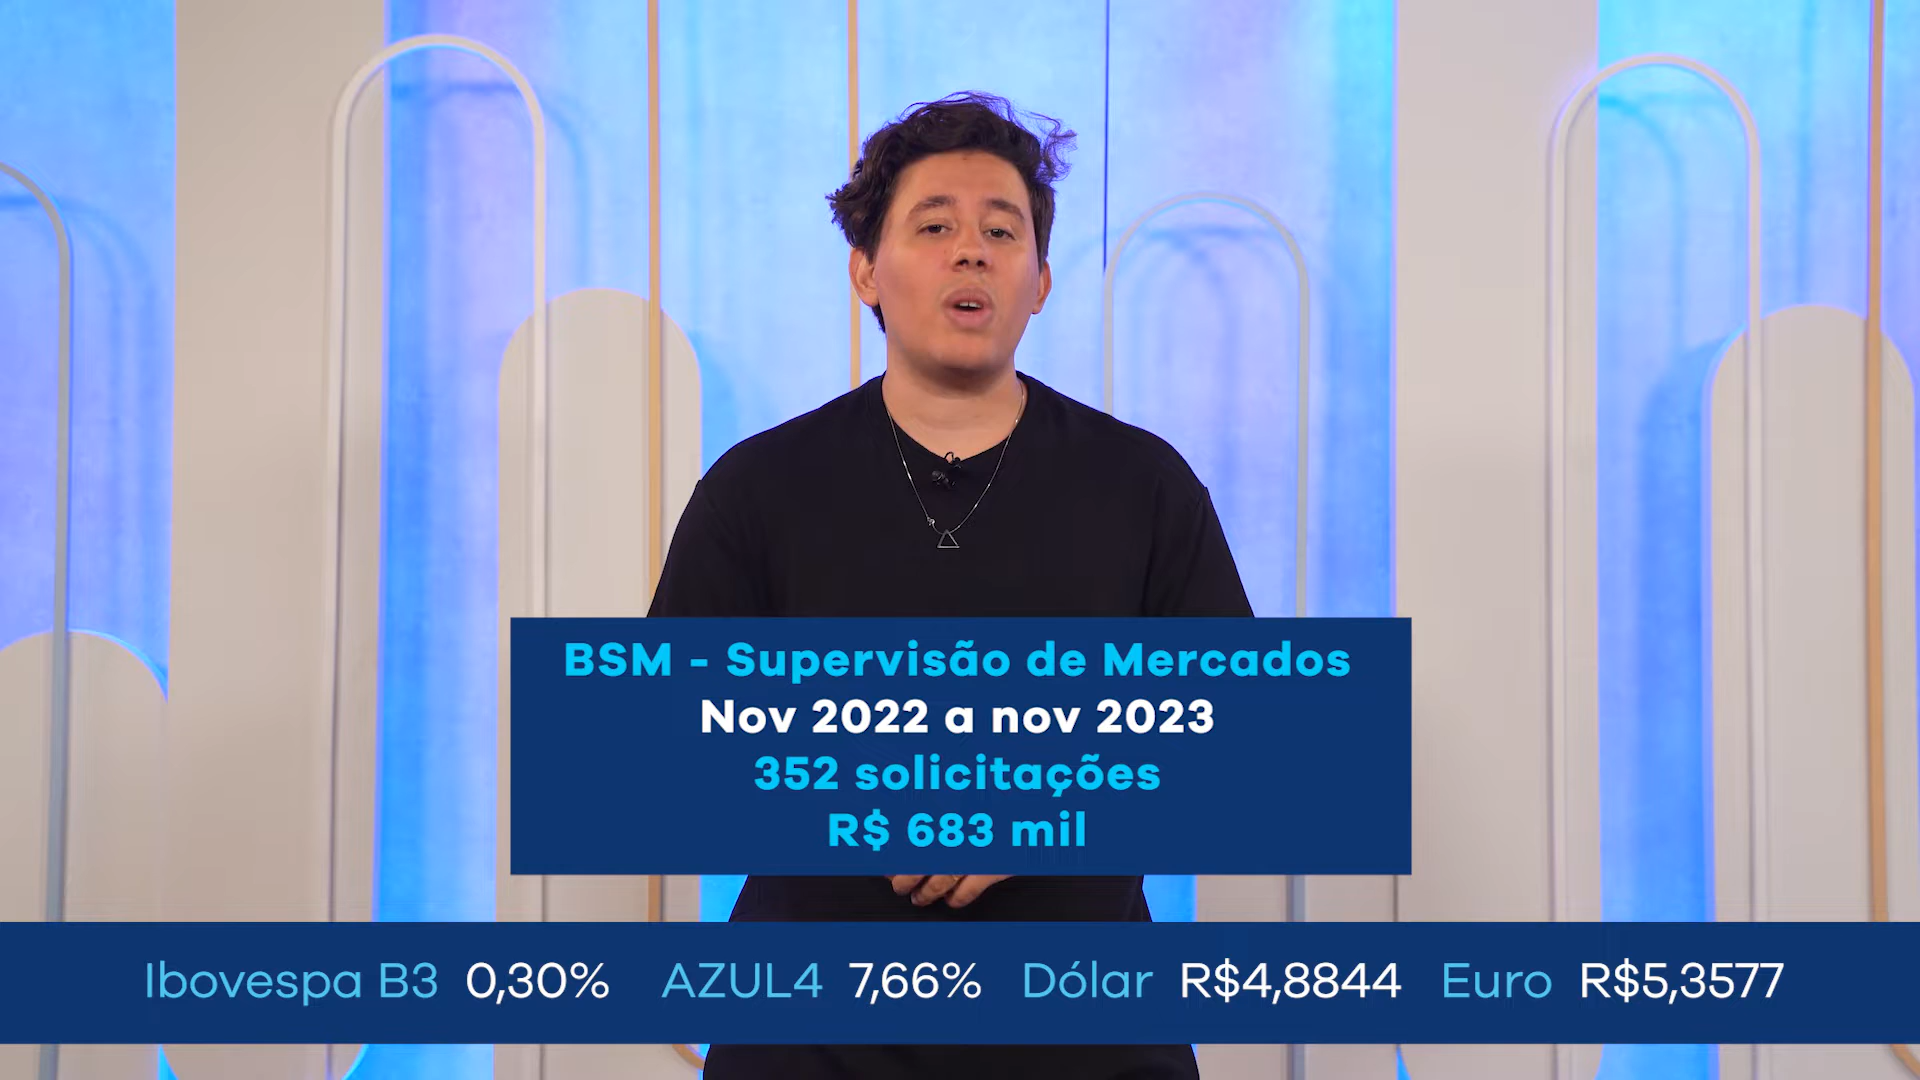 BSM - Supervisão de Mercados
Nov 2022 a nov 2023
352 solicitações
R$ 683 mil
Ibovespa B3 0,30% AZUL4 7,66% Dólar R$4,8844 Euro R$5,3577